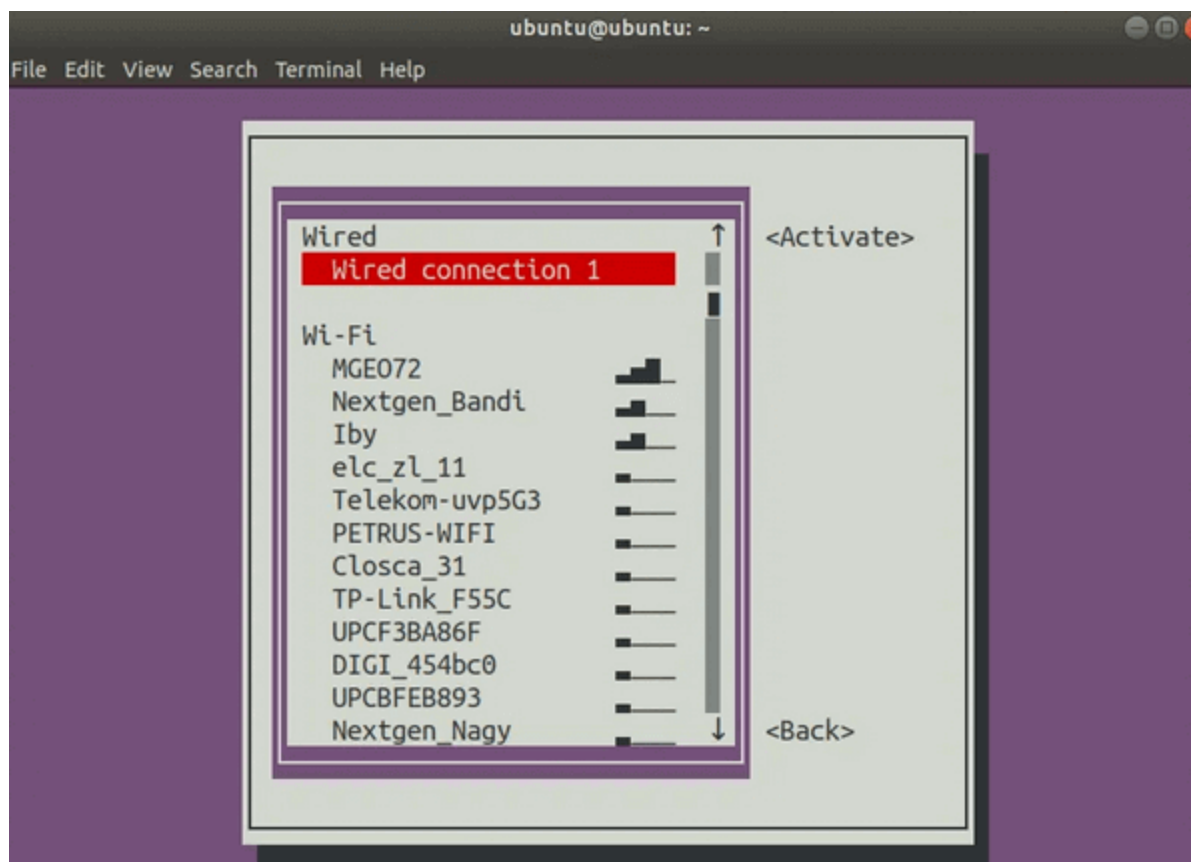 ubuntu@ubuntu: ~
File Edit View Search Terminal Help
Wired ↑ <Activate>
Wired connection 1
Wi-Fi
MGEO72
Nextgen_Bandi
Iby
elc_zl_11
Telekom-uvp5G3
PETRUS-WIFI
Closca_31
TP-Link_F55C
UPCF3BA86F
DIGI_454bc0
UPCBFEB893
Nextgen_Nagy ↓ <Back>